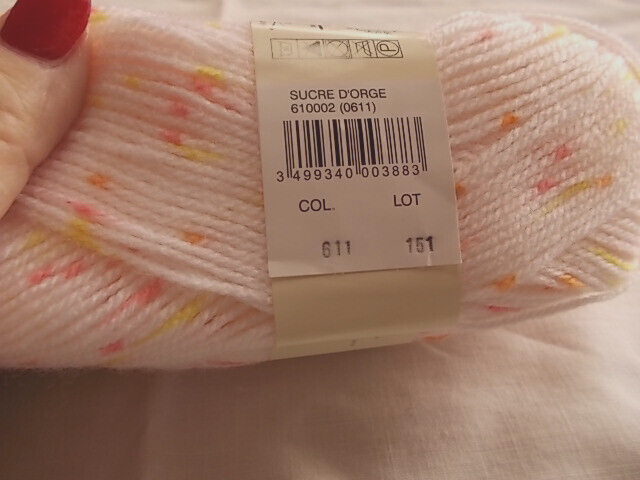 SUCRE D'ORGE
610002 (0611)
3 499340 003883
COL. LOT
611 151